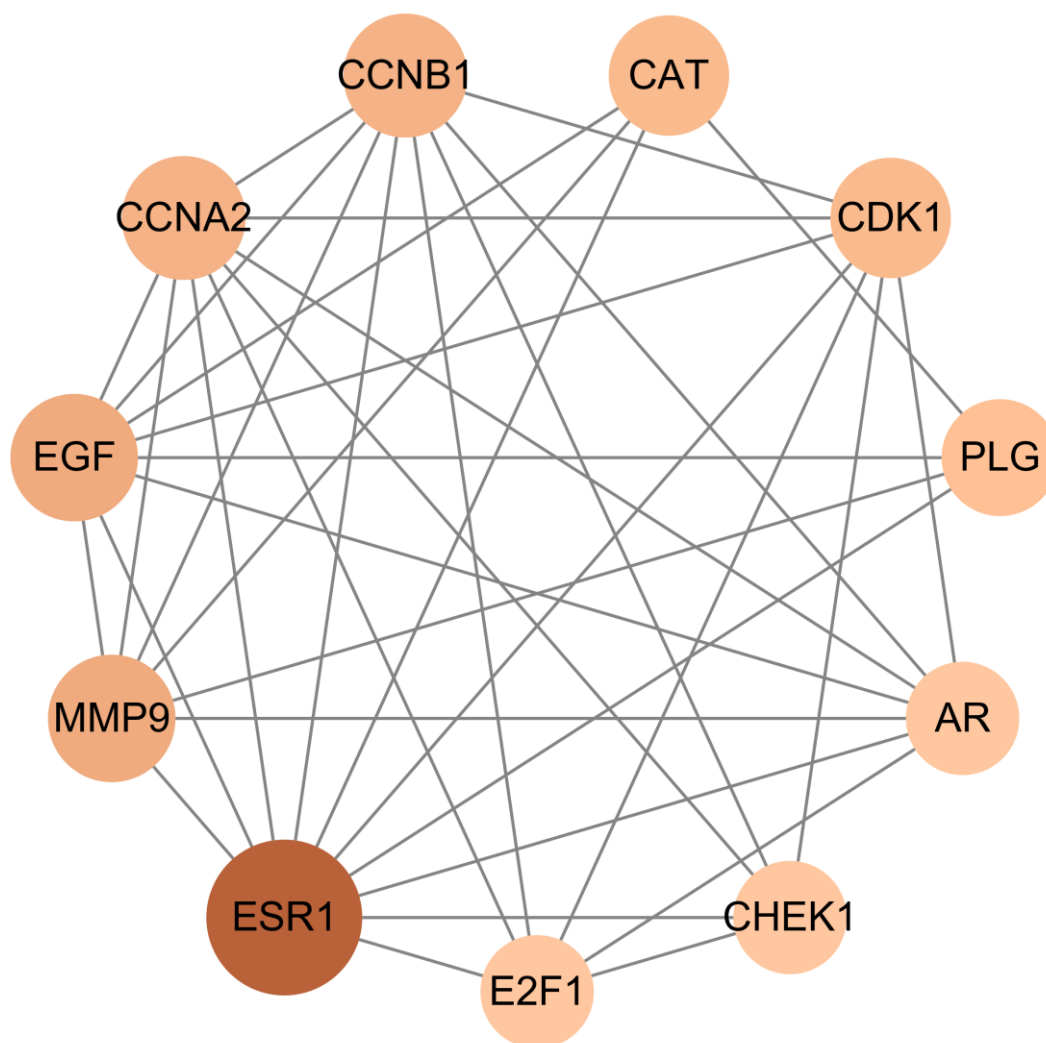 CCNB1
CAT
CCNA2
CDK1
EGF
PLG
MMP9
AR
ESR1
CHEK1
E2F1